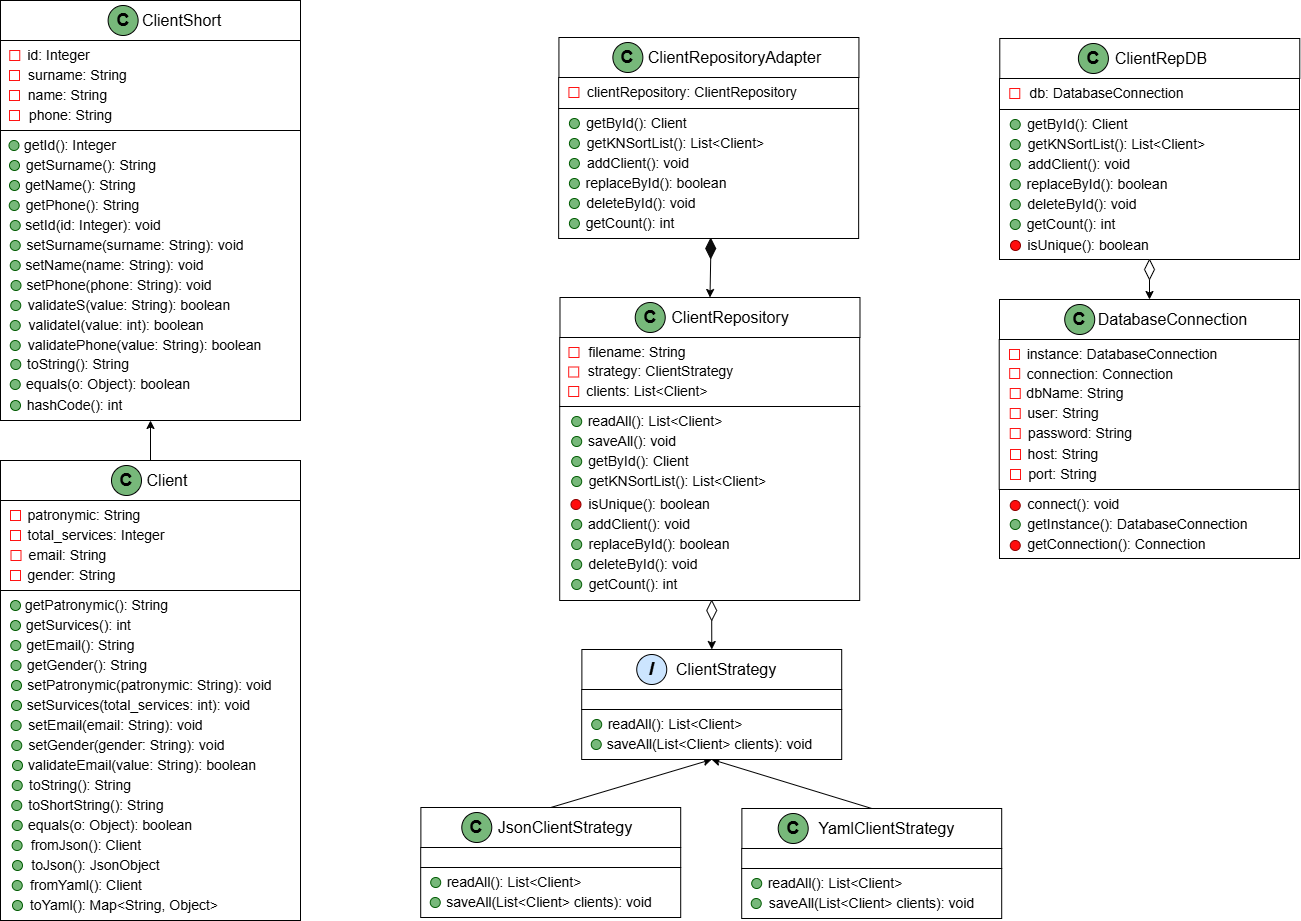 C ClientShort
id: Integer
surname: String
name: String
phone: String
getId(): Integer
getSurname(): String
getName(): String
getPhone(): String
setId(id: Integer): void
setSurname(surname: String): void
setName(name: String): void
setPhone(phone: String): void
validateS(value: String): boolean
validateI(value: int): boolean
validatePhone(value: String): boolean
toString(): String
equals(o: Object): boolean
hashCode(): int
C Client
patronymic: String
total_services: Integer
email: String
gender: String
getPatronymic(): String
getSurvices(): int
getEmail(): String
getGender(): String
setPatronymic(patronymic: String): void
setSurvices(total_services: int): void
setEmail(email: String): void
setGender(gender: String): void
validateEmail(value: String): boolean
toString(): String
toShortString(): String
equals(o: Object): boolean
fromJson(): Client
toJson(): JsonObject
fromYaml(): Client
toYaml(): Map<String, Object>
C ClientRepositoryAdapter
clientRepository: ClientRepository
getById(): Client
getKNSortList(): List<Client>
addClient(): void
replaceById(): boolean
deleteById(): void
getCount(): int
C ClientRepository
filename: String
strategy: ClientStrategy
clients: List<Client>
readAll(): List<Client>
saveAll(): void
getById(): Client
getKNSortList(): List<Client>
isUnique(): boolean
addClient(): void
replaceById(): boolean
deleteById(): void
getCount(): int
I ClientStrategy
readAll(): List<Client>
saveAll(List<Client> clients): void
C JsonClientStrategy
readAll(): List<Client>
saveAll(List<Client> clients): void
C YamlClientStrategy
readAll(): List<Client>
saveAll(List<Client> clients): void
C ClientRepDB
db: DatabaseConnection
getById(): Client
getKNSortList(): List<Client>
addClient(): void
replaceById(): boolean
deleteById(): void
getCount(): int
isUnique(): boolean
C DatabaseConnection
instance: DatabaseConnection
connection: Connection
dbName: String
user: String
password: String
host: String
port: String
connect(): void
getInstance(): DatabaseConnection
getConnection(): Connection